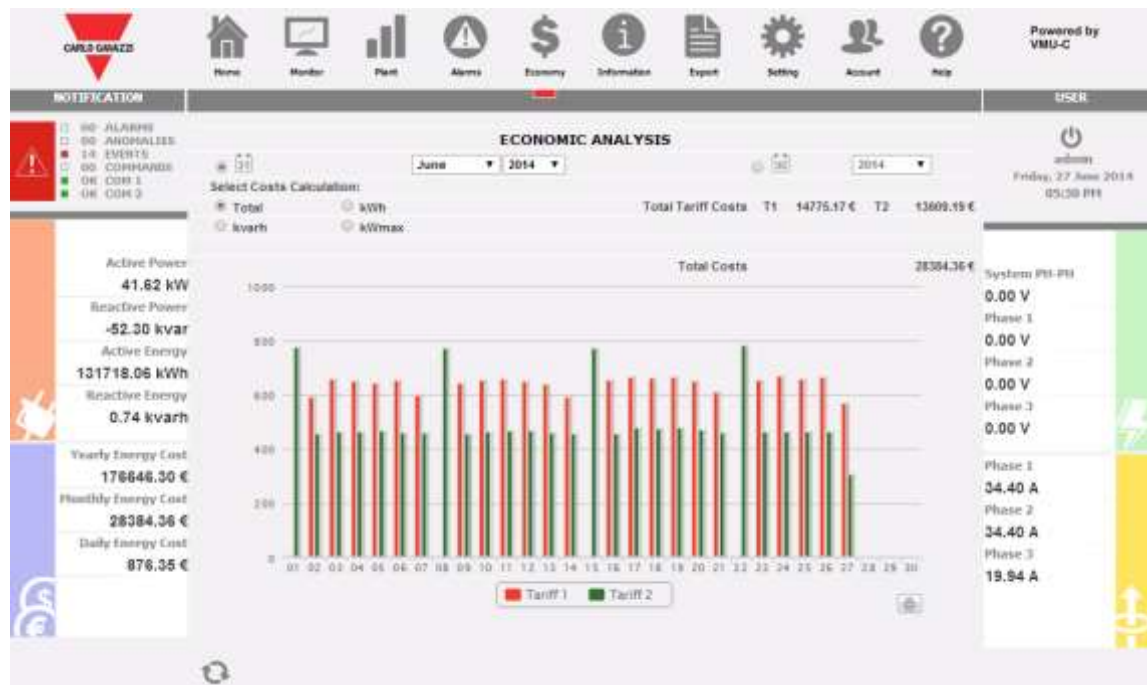 CARLO GAVAZZI
Home
Monitor
Plant
Alarms
Economy
Information
Export
Setting
Account
Help
Powered by
VMU-C
NOTIFICATION
USER
00 ALARMS
00 ANOMALIES
14 EVENTS
00 COMMANDS
OK COM 1
OK COM 3
ECONOMIC ANALYSIS
June
2014
2014
Select Costs Calculation:
Total
kWh
kvarh
kWmax
Total Tariff Costs T1 14775.17 € T2 13609.19 €
Total Costs 28384.36 €
admin
Friday, 27 June 2014
05:30 PM
Active Power
41.62 kW
Reactive Power
-52.30 kvar
Active Energy
131718.06 kWh
Reactive Energy
0.74 kvarh
Yearly Energy Cost
176646.30 €
Monthly Energy Cost
28384.36 €
Daily Energy Cost
876.35 €
1000
800
600
400
200
0
01 02 03 04 05 06 07 08 09 10 11 12 13 14 15 16 17 18 19 20 21 22 23 24 25 26 27 28 29 30
Tariff 1
Tariff 2
System PH-PH
0.00 V
Phase 1
0.00 V
Phase 2
0.00 V
Phase 3
0.00 V
Phase 1
34.40 A
Phase 2
34.40 A
Phase 3
19.94 A